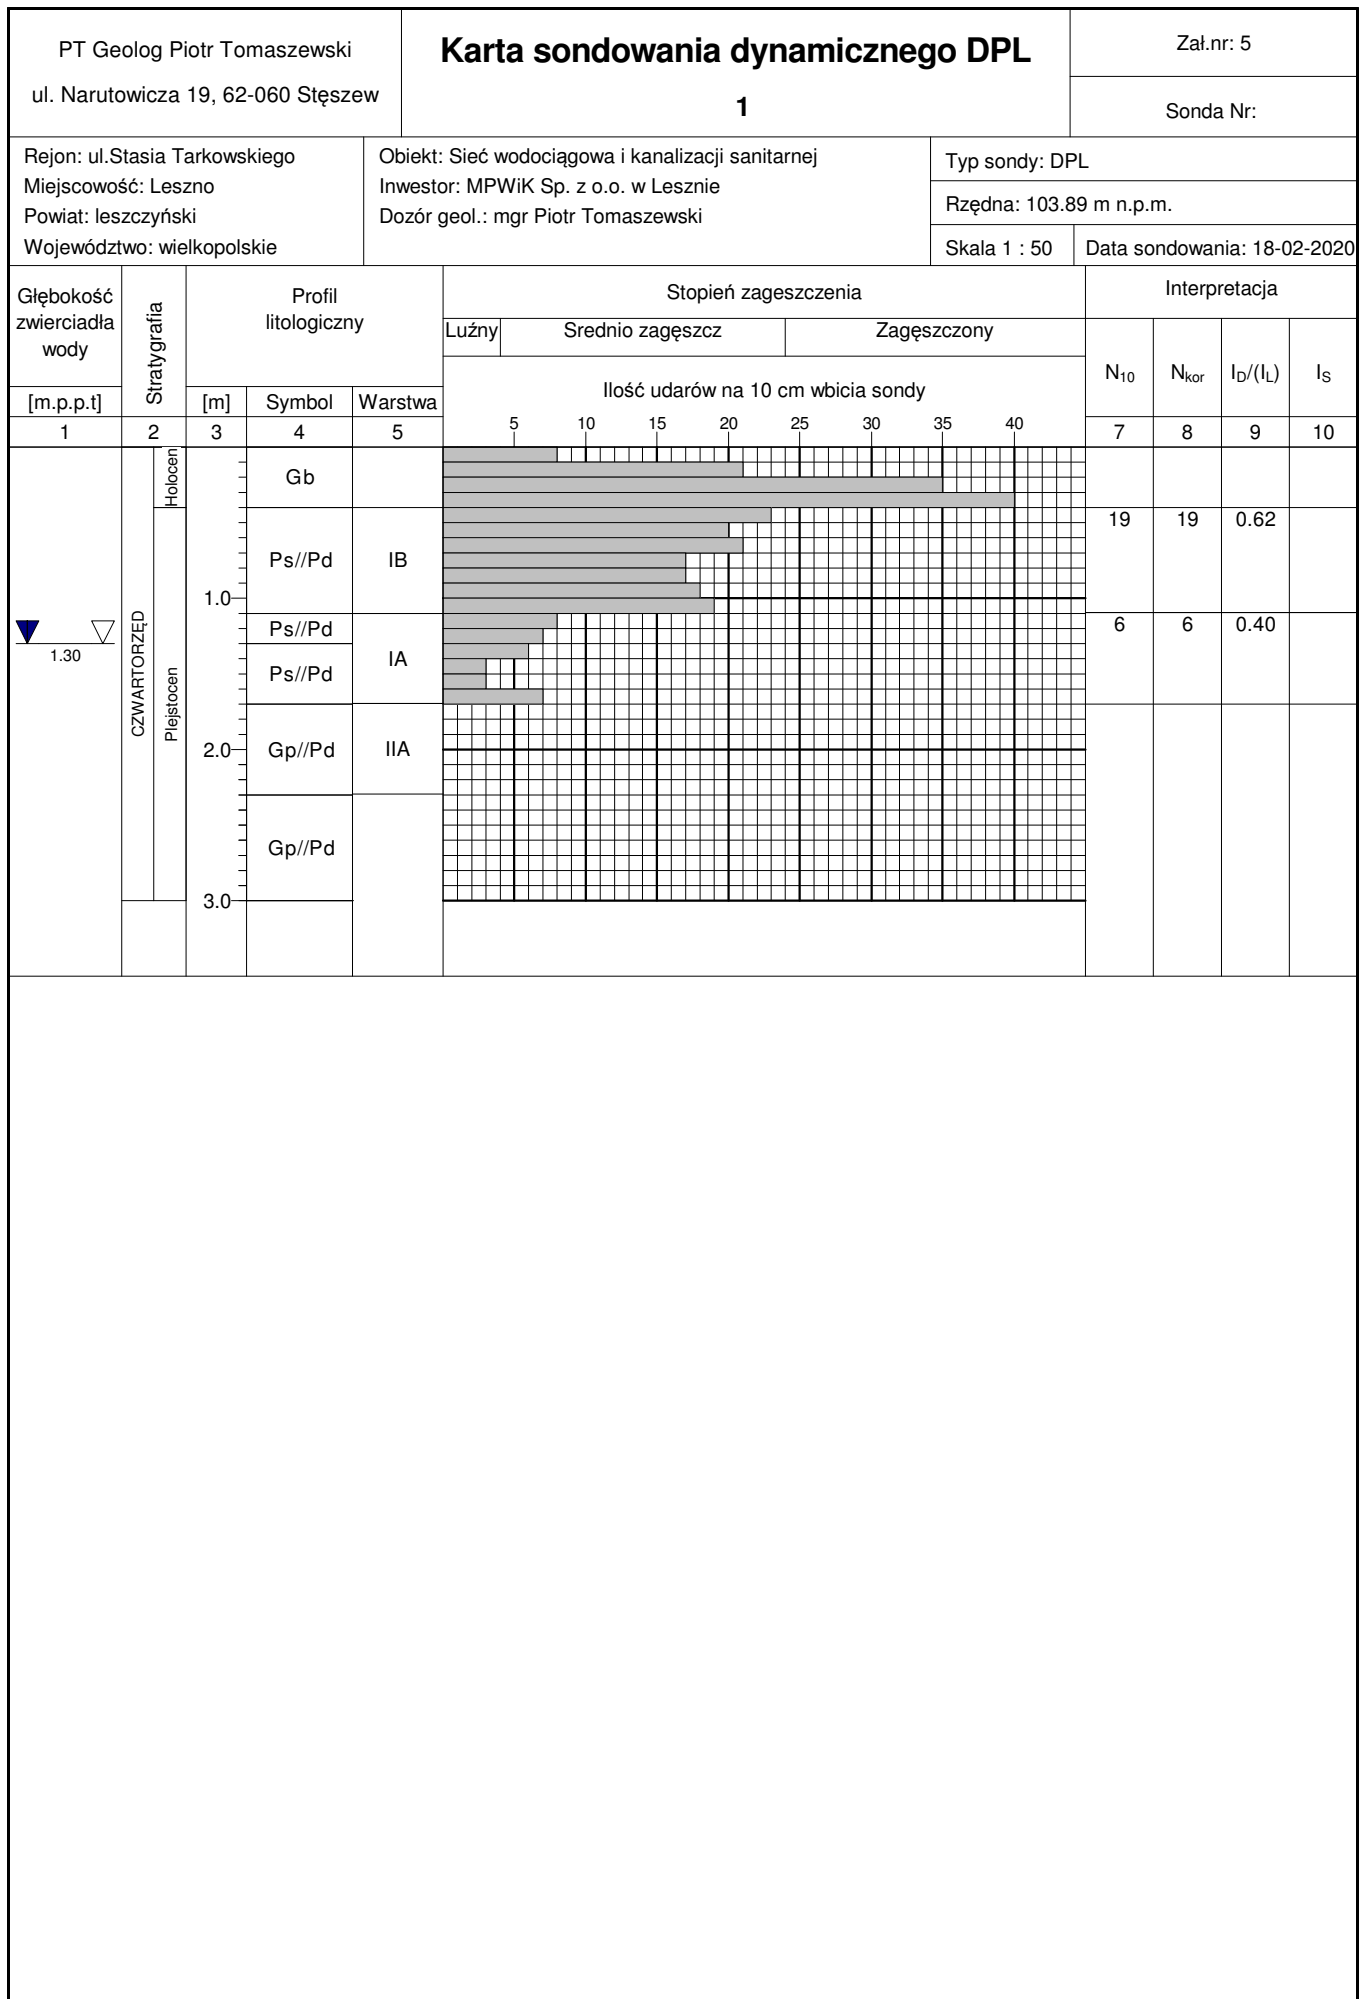 PT Geolog Piotr Tomaszewski
ul. Narutowicza 19, 62-060 Stęszew
Karta sondowania dynamicznego DPL
1
Zał.nr: 5
Sonda Nr:
Rejon: ul.Stasia Tarkowskiego
Miejscowość: Leszno
Powiat: leszczyński
Województwo: wielkopolskie
Obiekt: Sieć wodociągowa i kanalizacji sanitarnej
Inwestor: MPWiK Sp. z o.o. w Lesznie
Dozór geol.: mgr Piotr Tomaszewski
Typ sondy: DPL
Rzędna: 103.89 m n.p.m.
Skala 1 : 50
Data sondowania: 18-02-2020
Głębokość
zwierciadła
wody
[m.p.p.t]
Stratygrafia
Profil
litologiczny
[m] Symbol Warstwa
Stopień zageszczenia
Luźny Srednio zagęszcz Zagęszczony
Ilość udarów na 10 cm wbicia sondy
5 10 15 20 25 30 35 40
Interpretacja
N10 Nkor ID/(IL) IS
1 2 3 4 5 7 8 9 10
Holocen
Gb
Ps//Pd IB
19 19 0.62
1.0
CZWARTORZĘD
Plejstocen
1.30
Ps//Pd
IA
6 6 0.40
Ps//Pd
2.0
Gp//Pd IIA
Gp//Pd
3.0